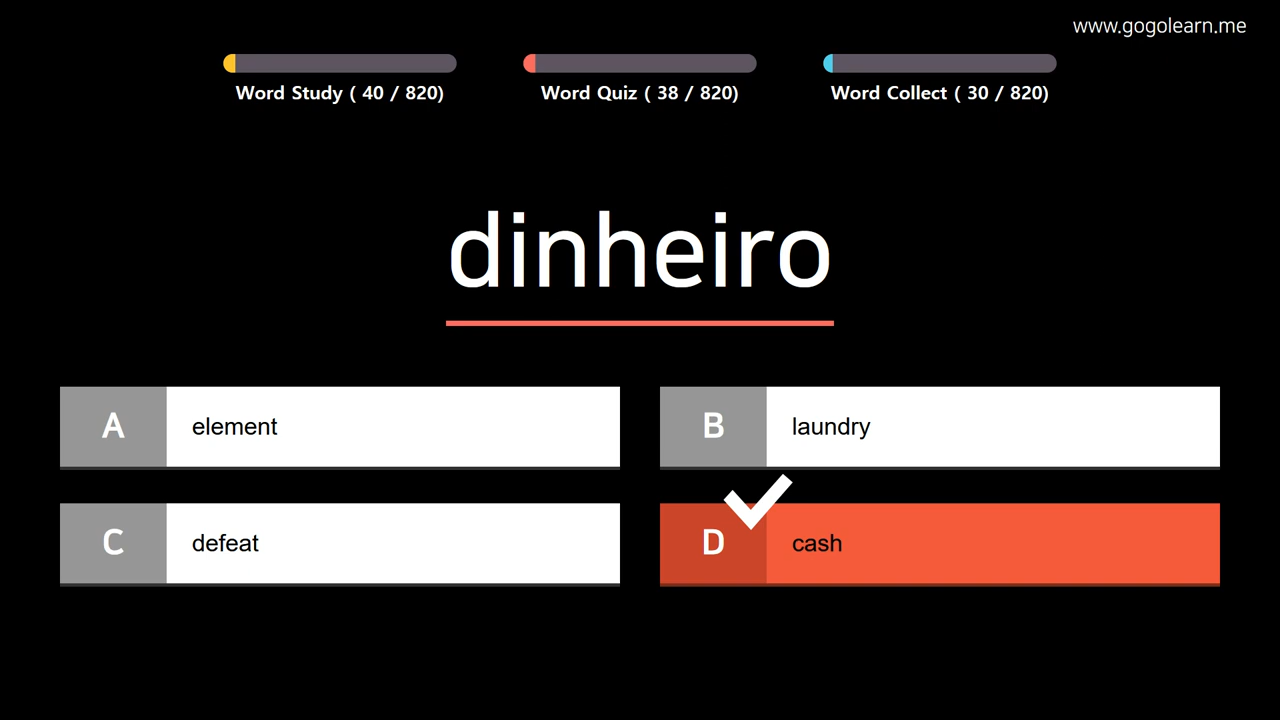 www.gogolearn.me
Word Study ( 40 / 820)
Word Quiz ( 38 / 820)
Word Collect ( 30 / 820)
dinheiro
A element
B laundry
C defeat
D cash